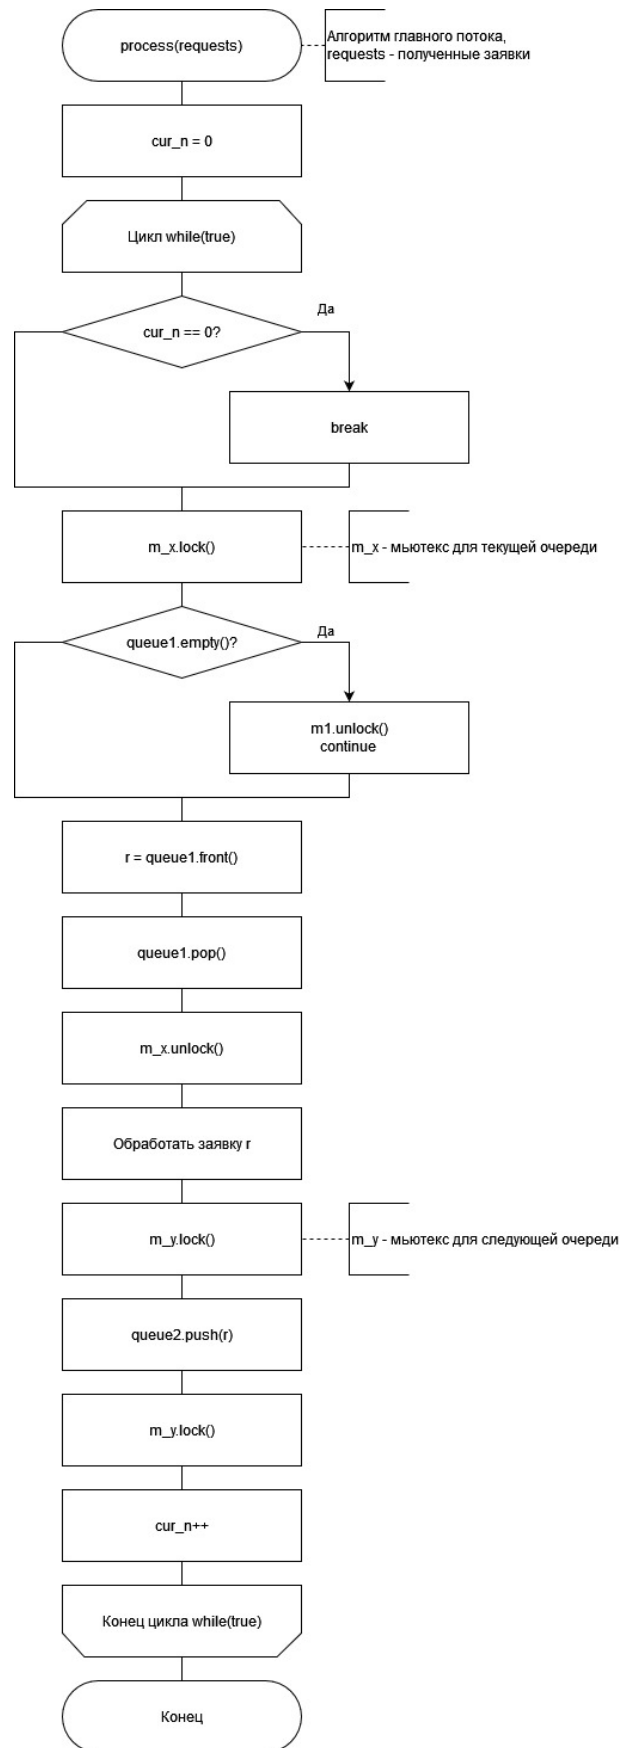 process(requests)
Алгоритм главного потока,
requests - полученные заявки
cur_n = 0
Цикл while(true)
Да
cur_n == 0?
break
m_x.lock()
m_x - мьютекс для текущей очереди
Да
queue1.empty()?
m1.unlock()
continue
r = queue1.front()
queue1.pop()
m_x.unlock()
Обработать заявку r
m_y.lock()
m_y - мьютекс для следующей очереди
queue2.push(r)
m_y.lock()
cur_n++
Конец цикла while(true)
Конец